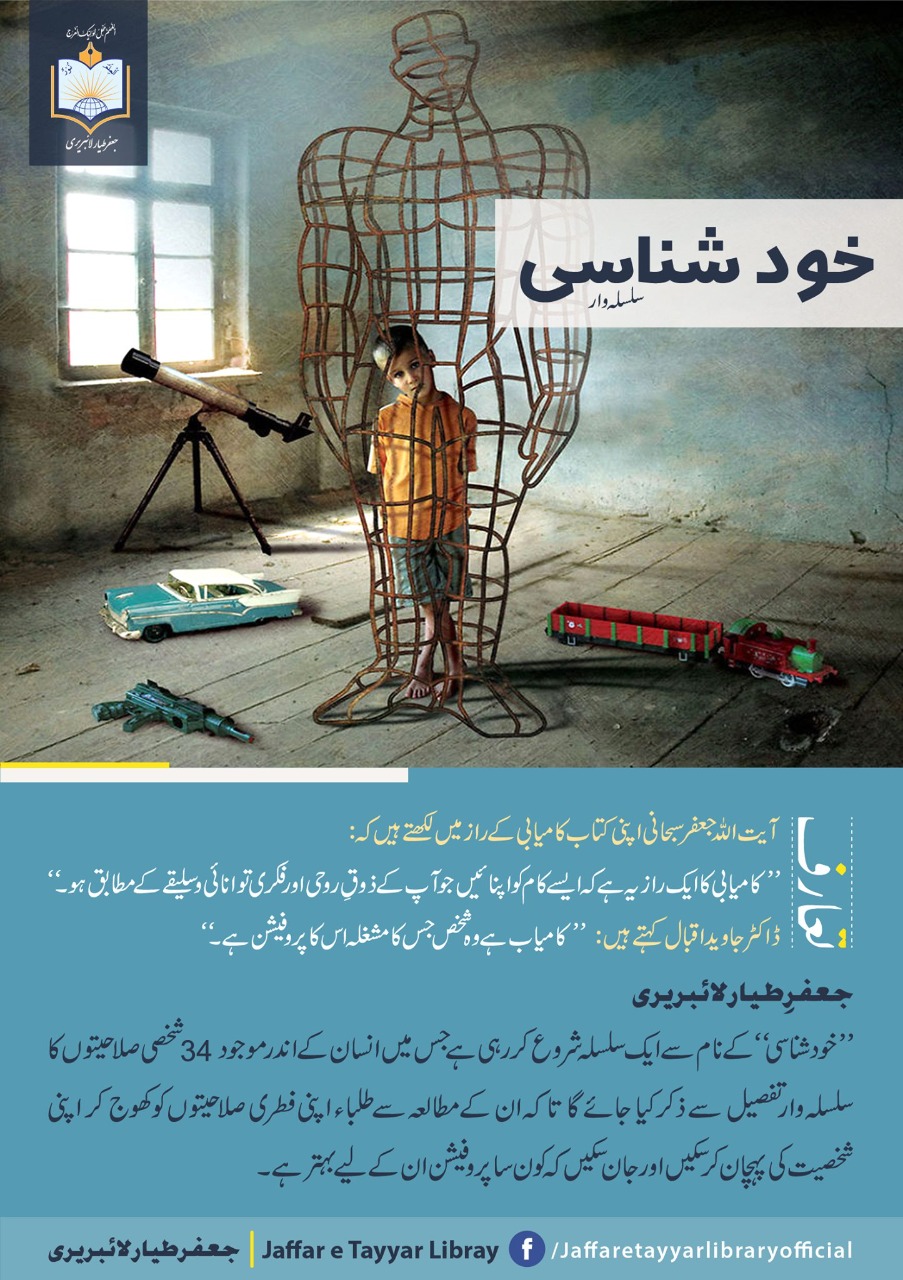 اللھم عجل لولیک الفرج
جعفر طیار لائبریری
خود شناسی
سلسلہ وار
تعارف
آیت اللہ جعفر سبحانی اپنی کتاب کامیابی کے راز میں لکھتے ہیں کہ:
”کامیابی کا ایک راز یہ ہے کہ ایسے کام کو اپنائیں جو آپ کے ذوقِ روحی اور فکری توانائی و سلیقے کے مطابق ہو۔“
ڈاکٹر جاوید اقبال کہتے ہیں: ”کامیاب ہے وہ شخص جس کا مشغلہ اس کا پروفیشن ہے۔“
جعفرِ طیار لائبریری
”خود شناسی“ کے نام سے ایک سلسلہ شروع کر رہی ہے جس میں انسان کے اندر موجود 34 شخصی صلاحیتوں کا
سلسلہ وار تفصیل سے ذکر کیا جائے گا تاکہ ان کے مطالعہ سے طلباء اپنی فطری صلاحیتوں کو کھوج کر اپنی
شخصیت کی پہچان کر سکیں اور جان سکیں کہ کون سا پروفیشن ان کے لیے بہتر ہے۔
جعفر طیار لائبریری | Jaffar e Tayyar Libray f /Jaffaretayyarlibraryofficial